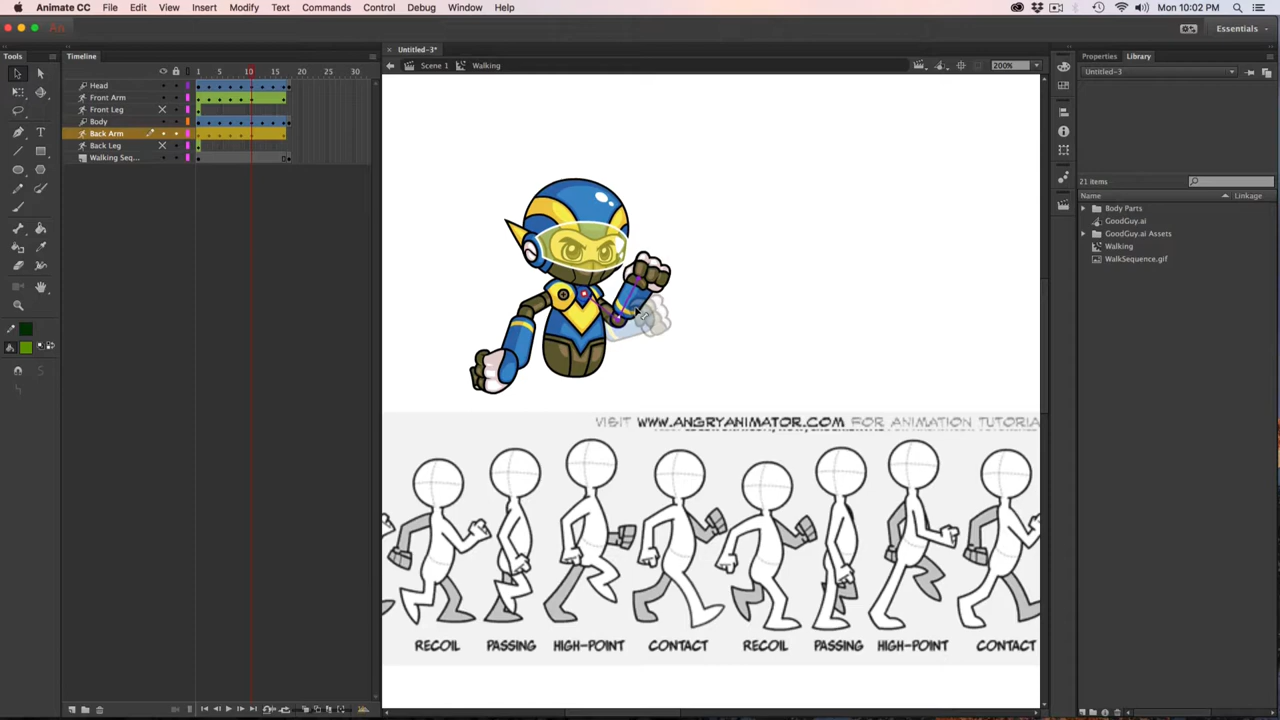 Animate CC File Edit View Insert Modify Text Commands Control Debug Window Help Mon 10:02 PM
An Essentials
Tools Timeline Untitled-3* Properties Library
Scene 1 Walking 200% Untitled-3
1 5 10 15 20 25 30
Head
Front Arm
Front Leg
Body
Back Arm
Back Leg
Walking Seq...
21 items
Name Linkage
Body Parts
GoodGuy.ai
GoodGuy.ai Assets
Walking
WalkSequence.gif
VISIT WWW.ANGRYANIMATOR.COM FOR ANIMATION TUTORIA
RECOIL PASSING HIGH-POINT CONTACT RECOIL PASSING HIGH-POINT CONTACT